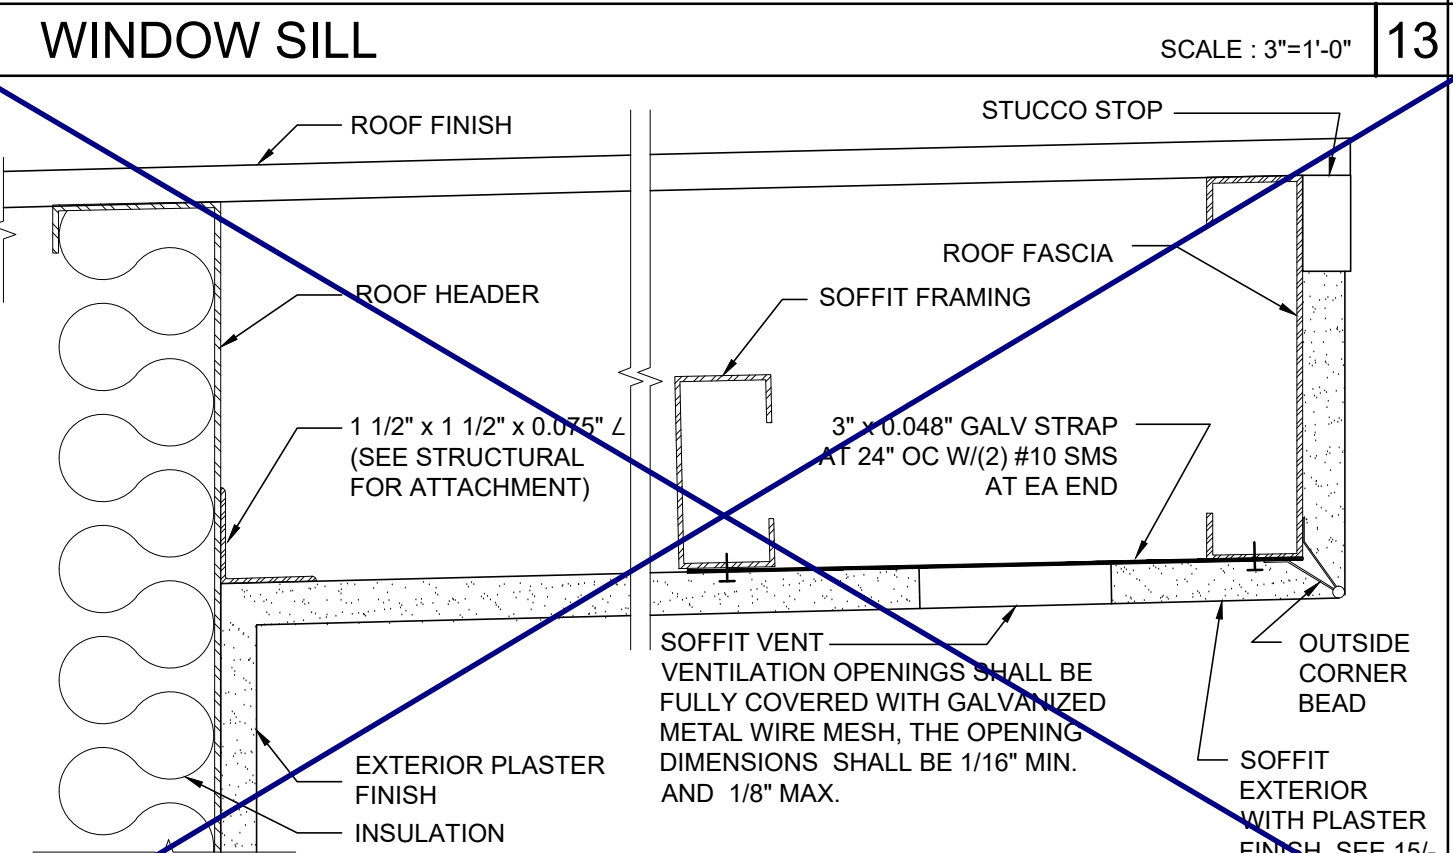 WINDOW SILL
SCALE : 3"=1'-0"
13
STUCCO STOP
ROOF FINISH
ROOF FASCIA
ROOF HEADER
SOFFIT FRAMING
1 1/2" x 1 1/2" x 0.075" ∠
(SEE STRUCTURAL
FOR ATTACHMENT)
3" x 0.048" GALV STRAP
AT 24" OC W/(2) #10 SMS
AT EA END
SOFFIT VENT
VENTILATION OPENINGS SHALL BE
FULLY COVERED WITH GALVANIZED
METAL WIRE MESH, THE OPENING
DIMENSIONS SHALL BE 1/16" MIN.
AND 1/8" MAX.
OUTSIDE
CORNER
BEAD
EXTERIOR PLASTER
FINISH
INSULATION
SOFFIT
EXTERIOR
WITH PLASTER
FINISH, SEE 15/-